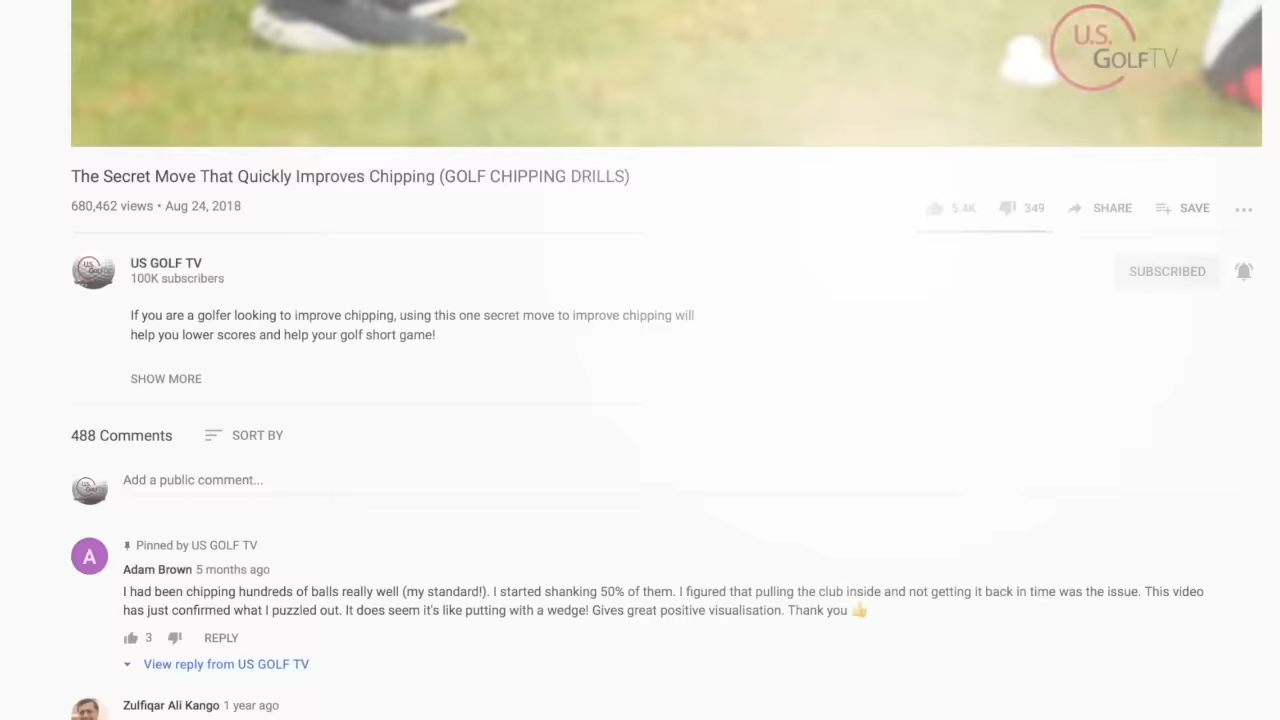 U.S.
GOLFTV
The Secret Move That Quickly Improves Chipping (GOLF CHIPPING DRILLS)
680,462 views • Aug 24, 2018
5.4K
349
SHARE
SAVE
US GOLF TV
100K subscribers
SUBSCRIBED
If you are a golfer looking to improve chipping, using this one secret move to improve chipping will
help you lower scores and help your golf short game!
SHOW MORE
488 Comments
SORT BY
Add a public comment...
A
Pinned by US GOLF TV
Adam Brown 5 months ago
I had been chipping hundreds of balls really well (my standard!). I started shanking 50% of them. I figured that pulling the club inside and not getting it back in time was the issue. This video
has just confirmed what I puzzled out. It does seem it's like putting with a wedge! Gives great positive visualisation. Thank you 👍
3
REPLY
View reply from US GOLF TV
Zulfiqar Ali Kango 1 year ago